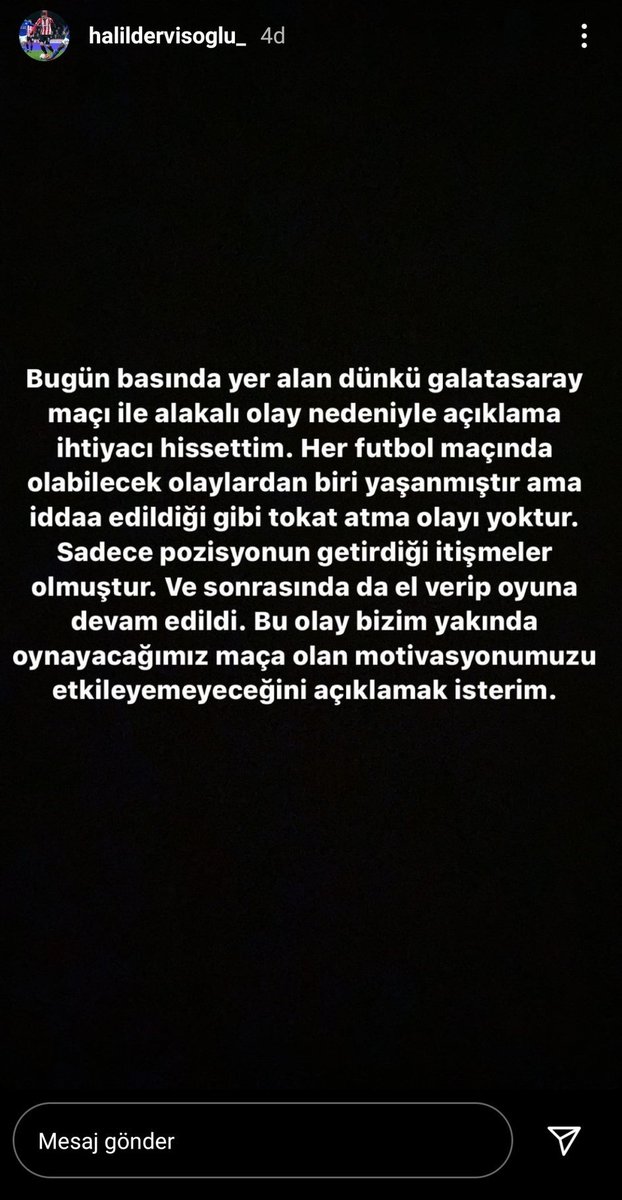 halildervisoglu_ 4d
Bugün basında yer alan dünkü galatasaray
maçı ile alakalı olay nedeniyle açıklama
ihtiyacı hissettim. Her futbol maçında
olabilecek olaylardan biri yaşanmıştır ama
iddaa edildiği gibi tokat atma olayı yoktur.
Sadece pozisyonun getirdiği itişmeler
olmuştur. Ve sonrasında da el verip oyuna
devam edildi. Bu olay bizim yakında
oynayacağımız maça olan motivasyonumuzu
etkileyemeyeceğini açıklamak isterim.
Mesaj gönder